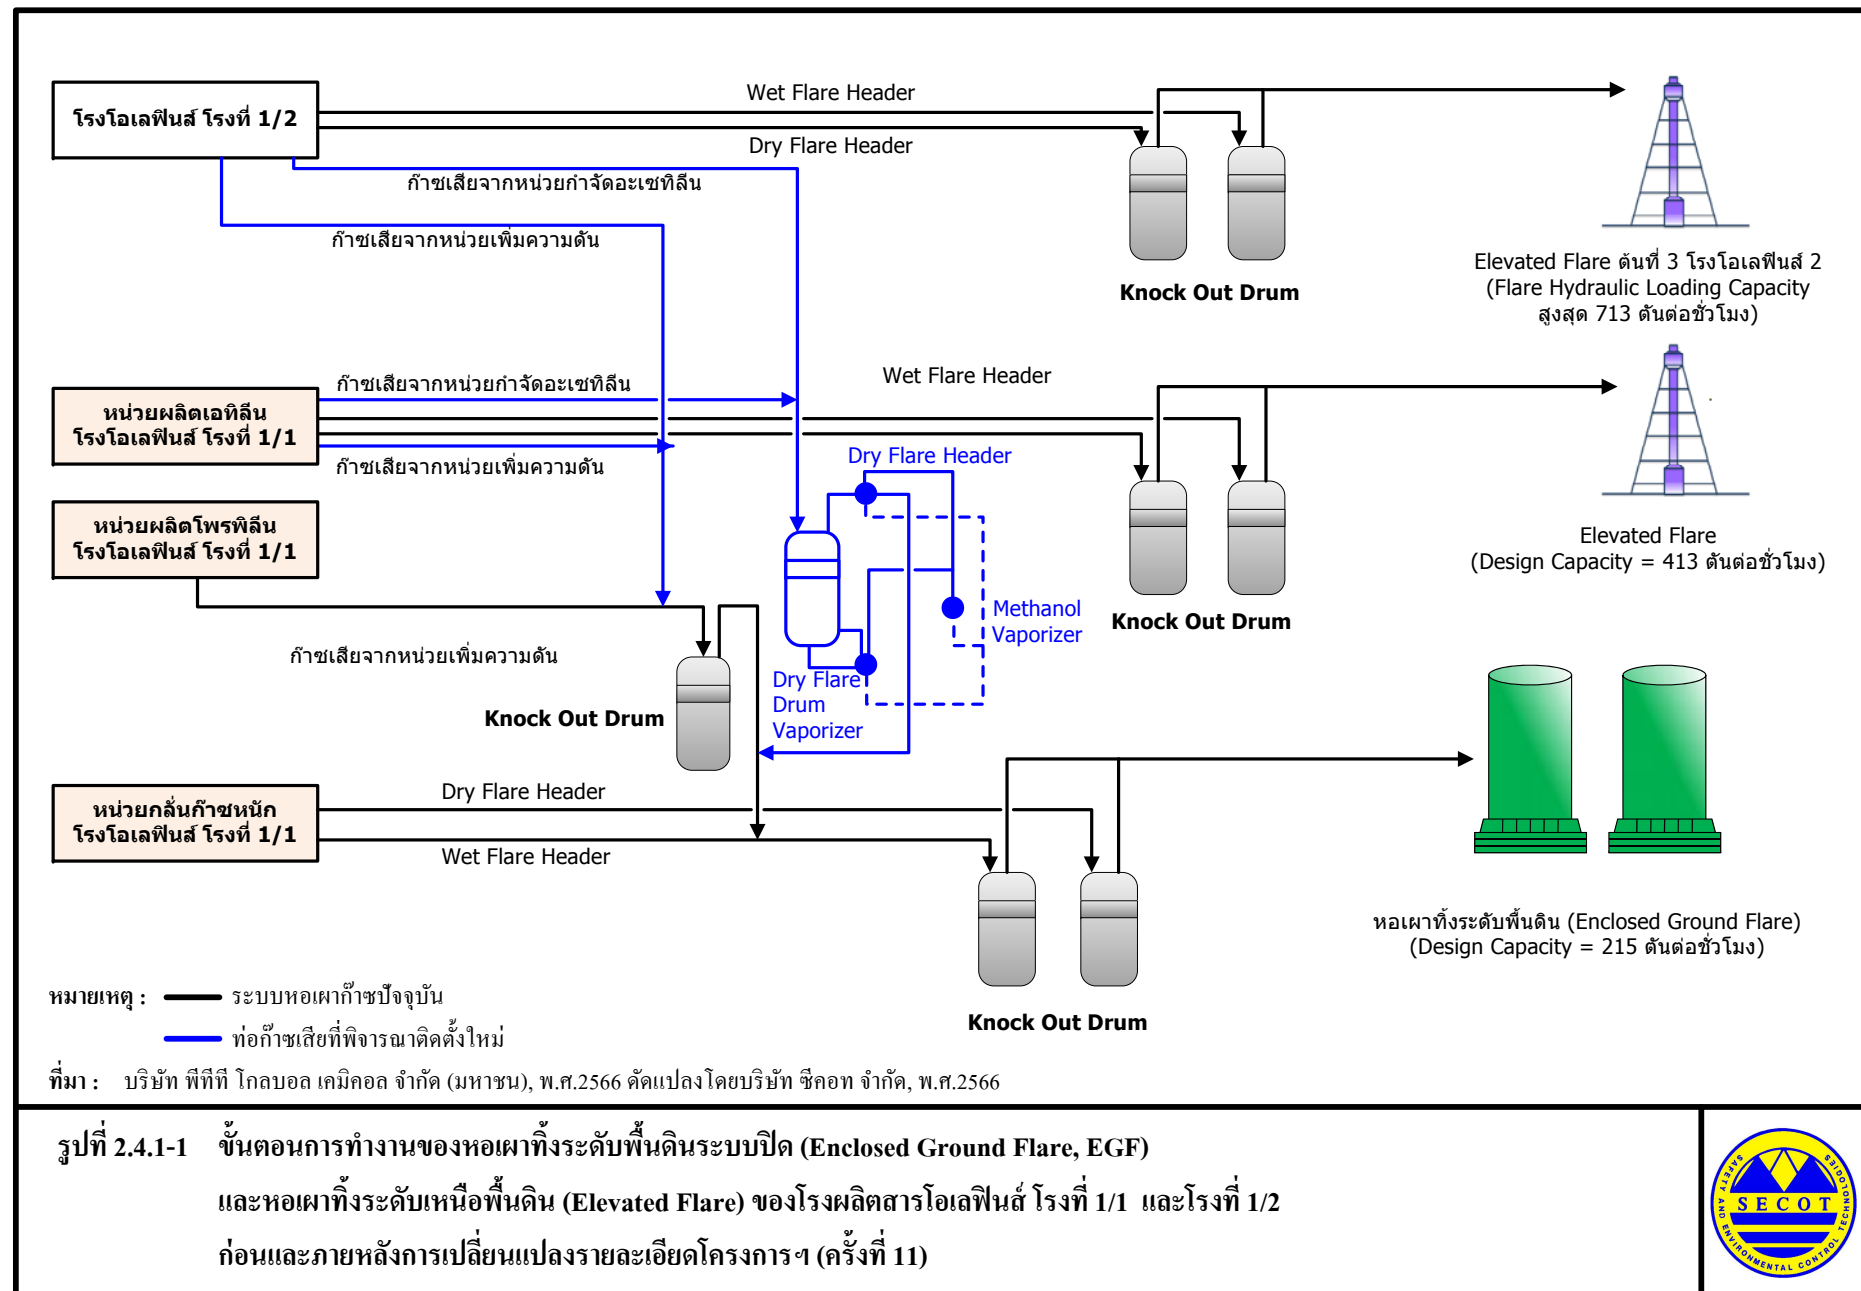 Wet Flare Header
โรงโอเลฟินส์ โรงที่ 1/2
Dry Flare Header
ก๊าซเสียจากหน่วยกำจัดอะเซทิลีน
ก๊าซเสียจากหน่วยเพิ่มความดัน
Knock Out Drum
Elevated Flare ต้นที่ 3 โรงโอเลฟินส์ 2
(Flare Hydraulic Loading Capacity
สูงสุด 713 ตันต่อชั่วโมง)
ก๊าซเสียจากหน่วยกำจัดอะเซทิลีน
Wet Flare Header
หน่วยผลิตเอทิลีน
โรงโอเลฟินส์ โรงที่ 1/1
ก๊าซเสียจากหน่วยเพิ่มความดัน
Dry Flare Header
หน่วยผลิตโพรพิลีน
โรงโอเลฟินส์ โรงที่ 1/1
Elevated Flare
(Design Capacity = 413 ตันต่อชั่วโมง)
Methanol
Vaporizer
Knock Out Drum
ก๊าซเสียจากหน่วยเพิ่มความดัน
Dry Flare
Drum
Vaporizer
Knock Out Drum
Dry Flare Header
หน่วยกลั่นก๊าซหนัก
โรงโอเลฟินส์ โรงที่ 1/1
Wet Flare Header
หอเผาทิ้งระดับพื้นดิน (Enclosed Ground Flare)
(Design Capacity = 215 ตันต่อชั่วโมง)
Knock Out Drum
หมายเหตุ : ระบบหอเผาก๊าซปัจจุบัน
ท่อก๊าซเสียที่พิจารณาติดตั้งใหม่
ที่มา : บริษัท พีทีที โกลบอล เคมิคอล จำกัด (มหาชน), พ.ศ.2566 ดัดแปลงโดยบริษัท ซีคอท จำกัด, พ.ศ.2566
รูปที่ 2.4.1-1 ขั้นตอนการทำงานของหอเผาทิ้งระดับพื้นดินระบบปิด (Enclosed Ground Flare, EGF)
และหอเผาทิ้งระดับเหนือพื้นดิน (Elevated Flare) ของโรงผลิตสารโอเลฟินส์ โรงที่ 1/1 และโรงที่ 1/2
ก่อนและภายหลังการเปลี่ยนแปลงรายละเอียดโครงการฯ (ครั้งที่ 11)
SECOT
SAFETY AND ENVIRONMENTAL CONTROL TECHNOLOGIES